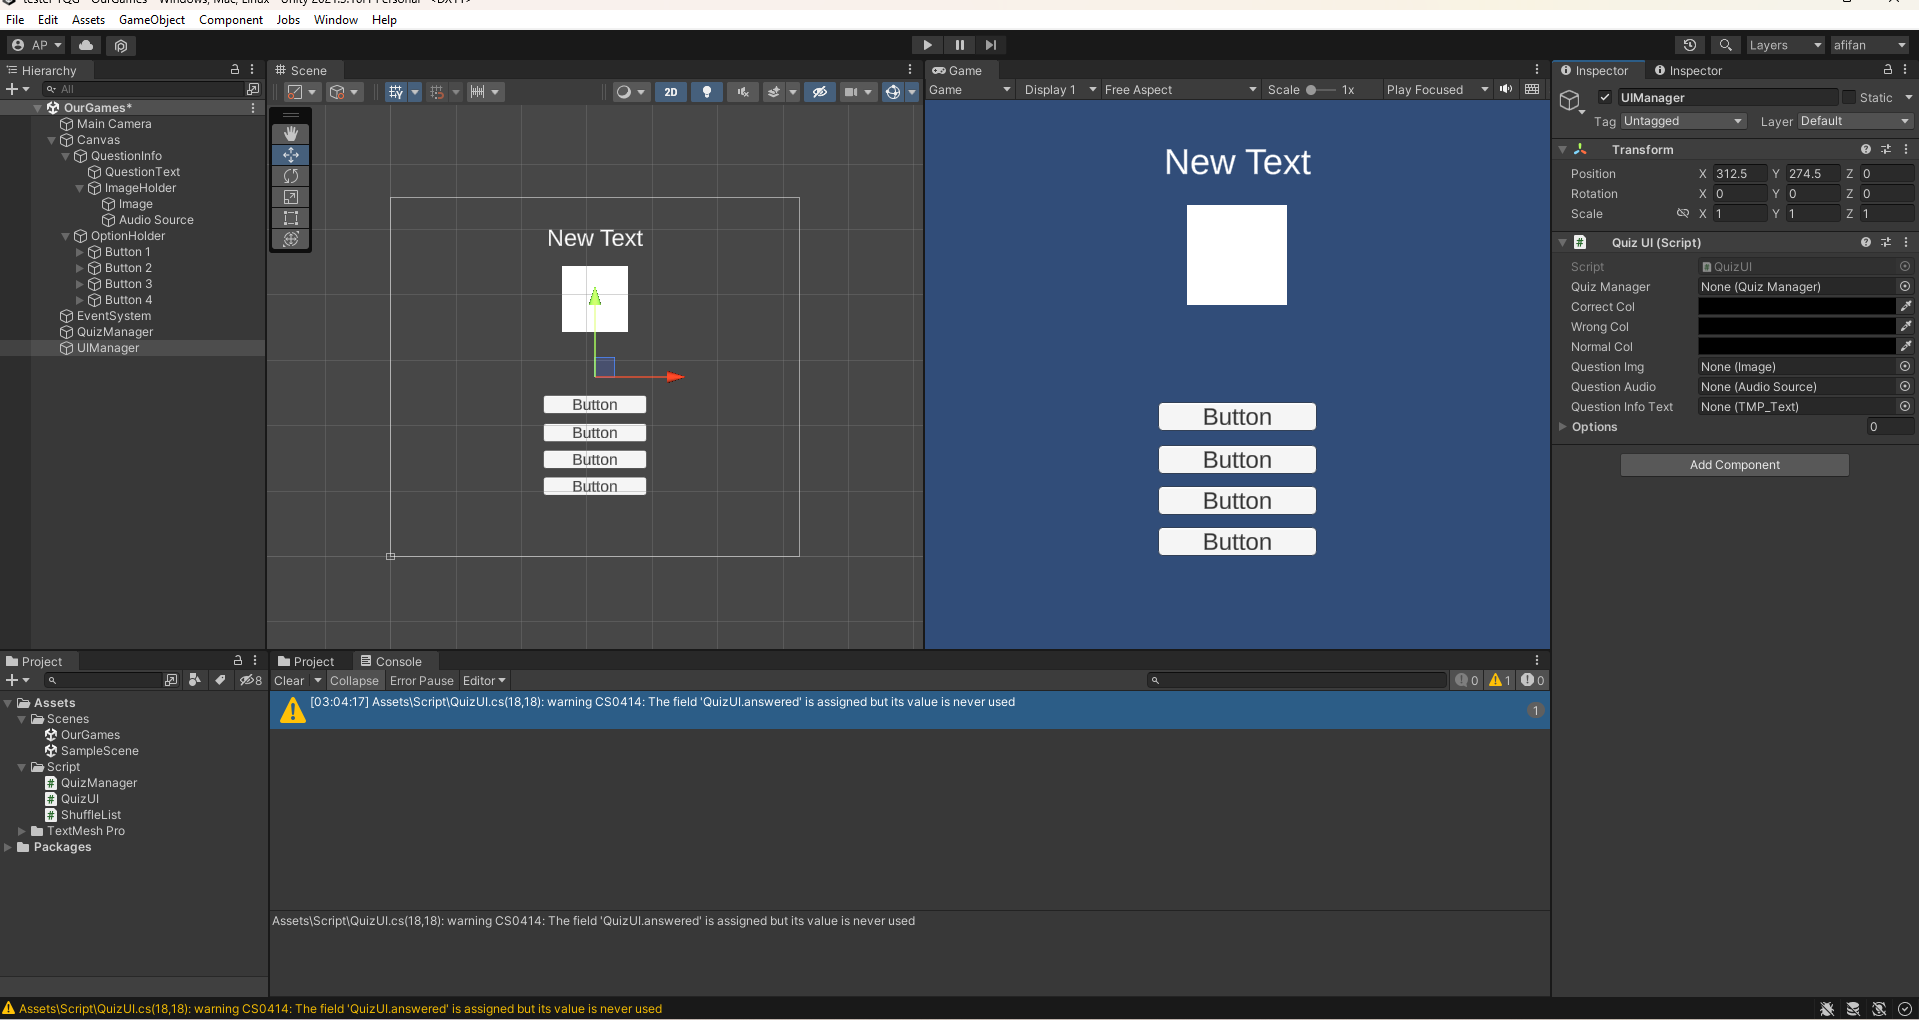 File Edit Assets GameObject Component Jobs Window Help
AP
Layers
afifan
Hierarchy
All
OurGames*
Main Camera
Canvas
QuestionInfo
QuestionText
ImageHolder
Image
Audio Source
OptionHolder
Button 1
Button 2
Button 3
Button 4
EventSystem
QuizManager
UIManager
Scene
2D
New Text
Button
Button
Button
Button
Game
Game Display 1 Free Aspect Scale 1x Play Focused
New Text
Button
Button
Button
Button
Inspector Inspector
UIManager Static
Tag Untagged Layer Default
Transform
Position X 312.5 Y 274.5 Z 0
Rotation X 0 Y 0 Z 0
Scale X 1 Y 1 Z 1
# Quiz UI (Script)
Script QuizUI
Quiz Manager None (Quiz Manager)
Correct Col
Wrong Col
Normal Col
Question Img None (Image)
Question Audio None (Audio Source)
Question Info Text None (TMP_Text)
Options 0
Add Component
Project
8
Assets
Scenes
OurGames
SampleScene
Script
QuizManager
QuizUI
ShuffleList
TextMesh Pro
Packages
Project Console
Clear Collapse Error Pause Editor 0 1 0
[03:04:17] Assets\Script\QuizUI.cs(18,18): warning CS0414: The field 'QuizUI.answered' is assigned but its value is never used
1
Assets\Script\QuizUI.cs(18,18): warning CS0414: The field 'QuizUI.answered' is assigned but its value is never used
Assets\Script\QuizUI.cs(18,18): warning CS0414: The field 'QuizUI.answered' is assigned but its value is never used